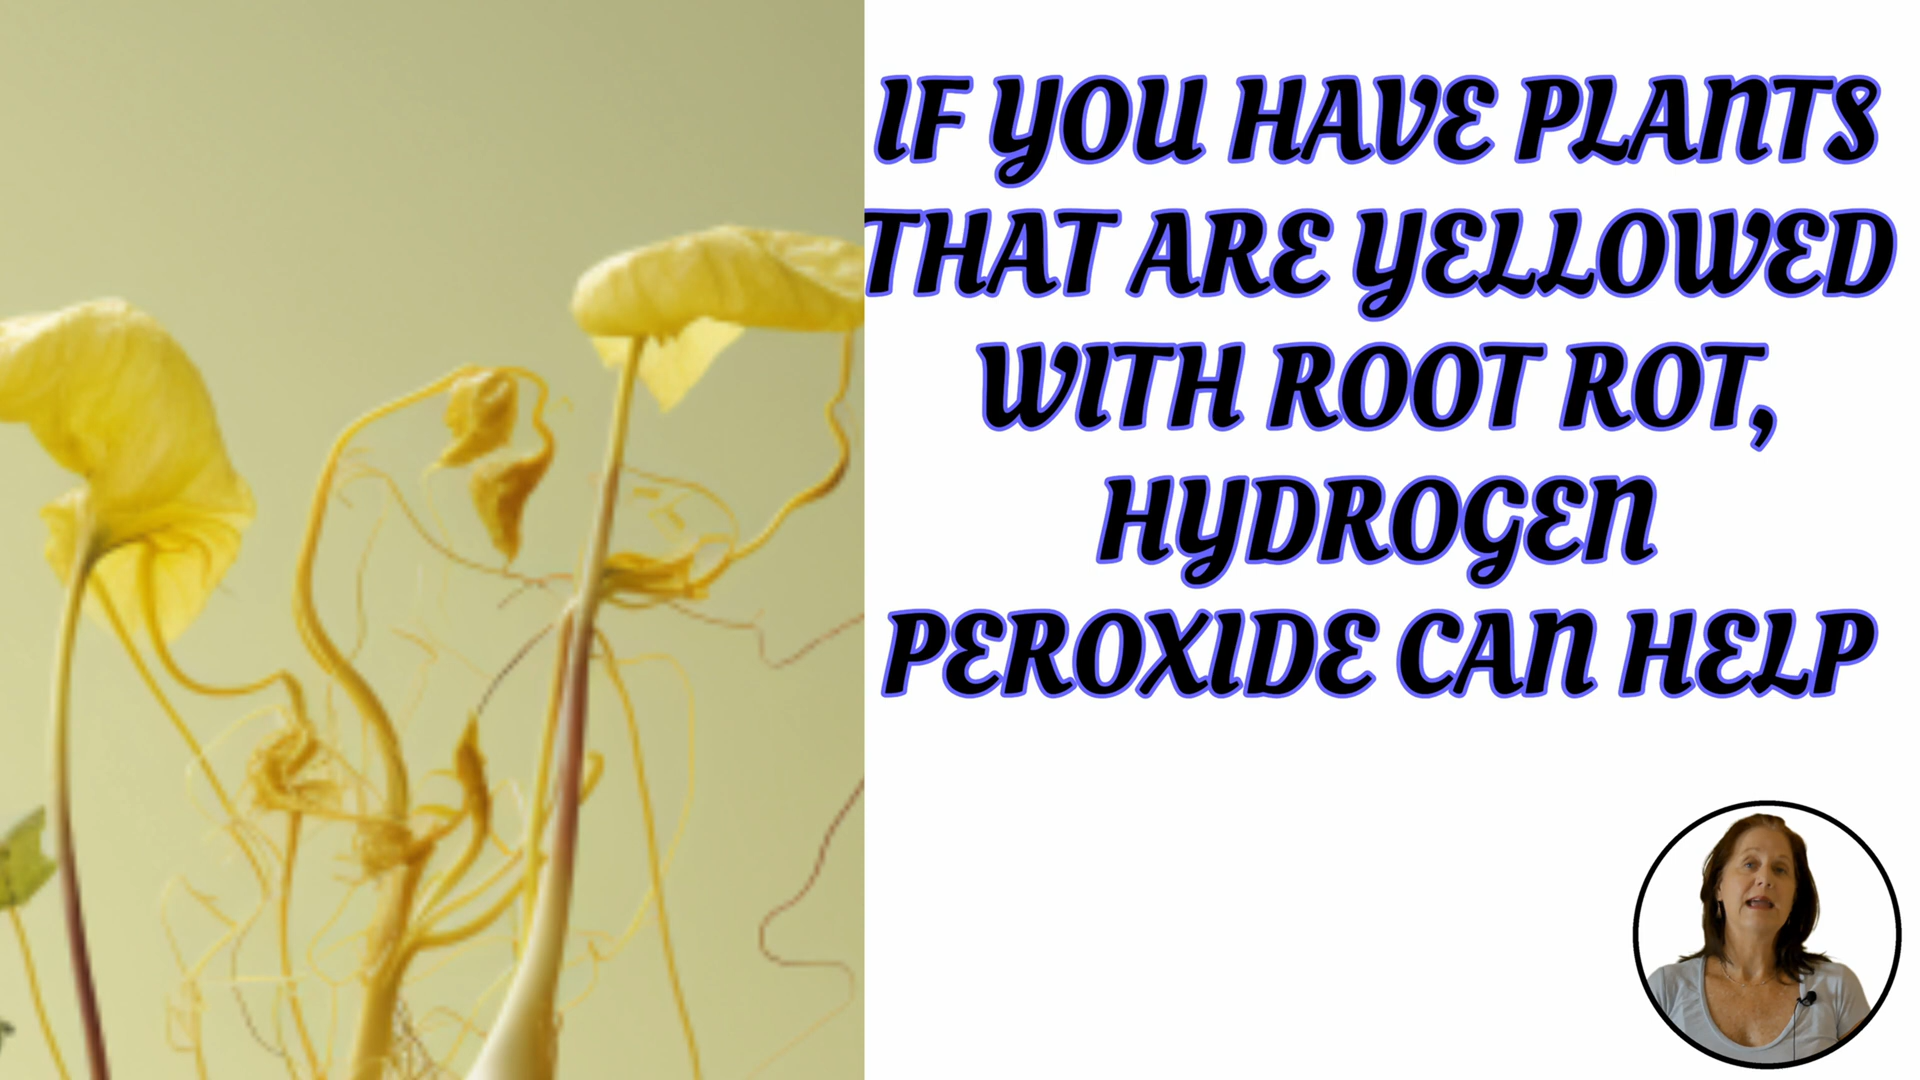 IF YOU HAVE PLANTS
THAT ARE YELLOWED
WITH ROOT ROT,
HYDROGEN
PEROXIDE CAN HELP